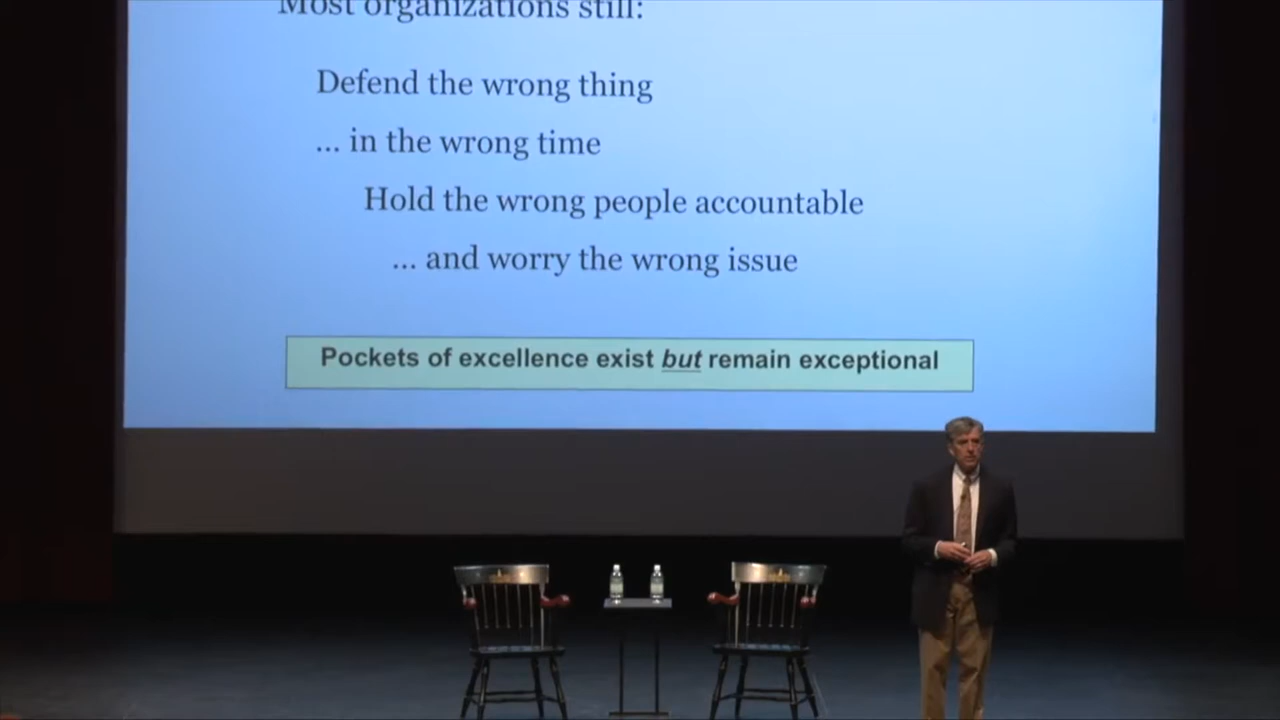 Most organizations still:
Defend the wrong thing
... in the wrong time
Hold the wrong people accountable
... and worry the wrong issue
Pockets of excellence exist but remain exceptional